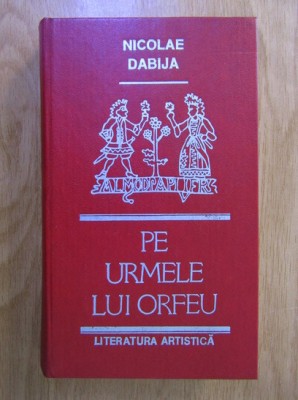 NICOLAE
DABIJA
PE
URMELE
LUI ORFEU
LITERATURA ARTISTICĂ